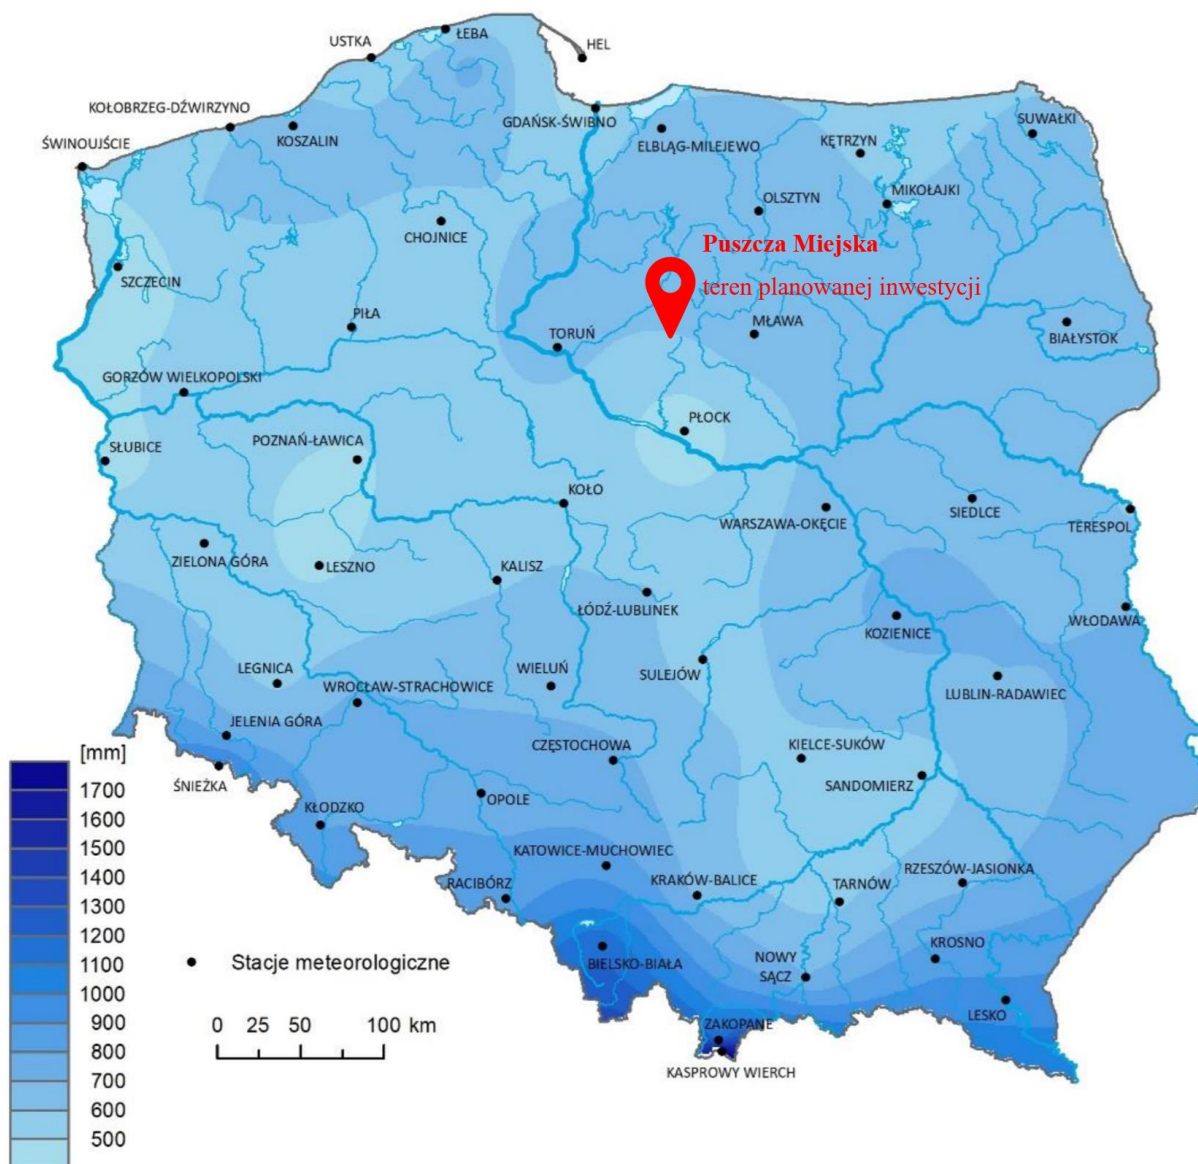 ŁEBA
USTKA
HEL
KOŁOBRZEG-DŹWIRZYNO
GDAŃSK-ŚWIBNO
SUWAŁKI
KOSZALIN
ELBLĄG-MILEJEWO
KĘTRZYN
ŚWINOUJŚCIE
MIKOŁAJKI
OLSZTYN
CHOJNICE
Puszcza Miejska
teren planowanej inwestycji
SZCZECIN
PIŁA
TORUŃ
MŁAWA
BIAŁYSTOK
GORZÓW WIELKOPOLSKI
PŁOCK
SŁUBICE
POZNAŃ-ŁAWICA
KOŁO
WARSZAWA-OKĘCIE
SIEDLCE
TERESPOL
ZIELONA GÓRA
LESZNO
KALISZ
ŁÓDŹ-LUBLINEK
KOZIENICE
WŁODAWA
LEGNICA
WROCŁAW-STRACHOWICE
WIELUŃ
SULEJÓW
LUBLIN-RADAWIEC
JELENIA GÓRA
CZĘSTOCHOWA
KIELCE-SUKÓW
SANDOMIERZ
ŚNIEŻKA
KŁODZKO
OPOLE
KATOWICE-MUCHOWIEC
RACIBÓRZ
KRAKÓW-BALICE
TARNÓW
RZESZÓW-JASIONKA
BIELSKO-BIAŁA
NOWY
SĄCZ
KROSNO
LESKO
ZAKOPANE
KASPROWY WIERCH
[mm]
1700
1600
1500
1400
1300
1200
1100
1000
900
800
700
600
500
Stacje meteorologiczne
0 25 50 100 km